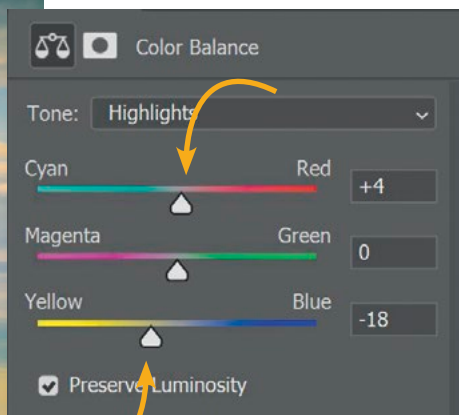 Color Balance
Tone: Highlights
Cyan Red +4
Magenta Green 0
Yellow Blue -18
Preserve Luminosity